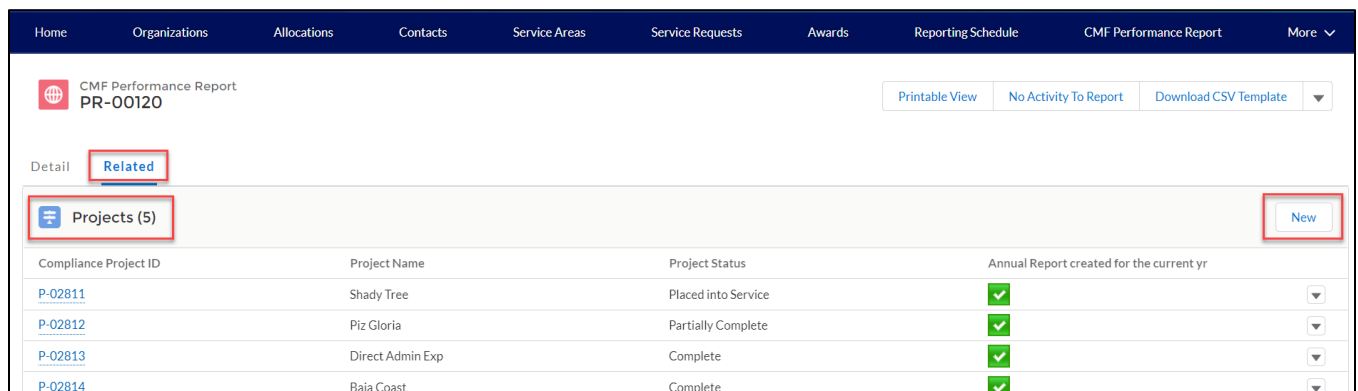 Home Organizations Allocations Contacts Service Areas Service Requests Awards Reporting Schedule CMF Performance Report More
CMF Performance Report
PR-00120
Printable View No Activity To Report Download CSV Template
Detail Related
Projects (5)
New
Compliance Project ID Project Name Project Status Annual Report created for the current yr
P-02811 Shady Tree Placed into Service
P-02812 Piz Gloria Partially Complete
P-02813 Direct Admin Exp Complete
P-02814 Baja Coast Complete